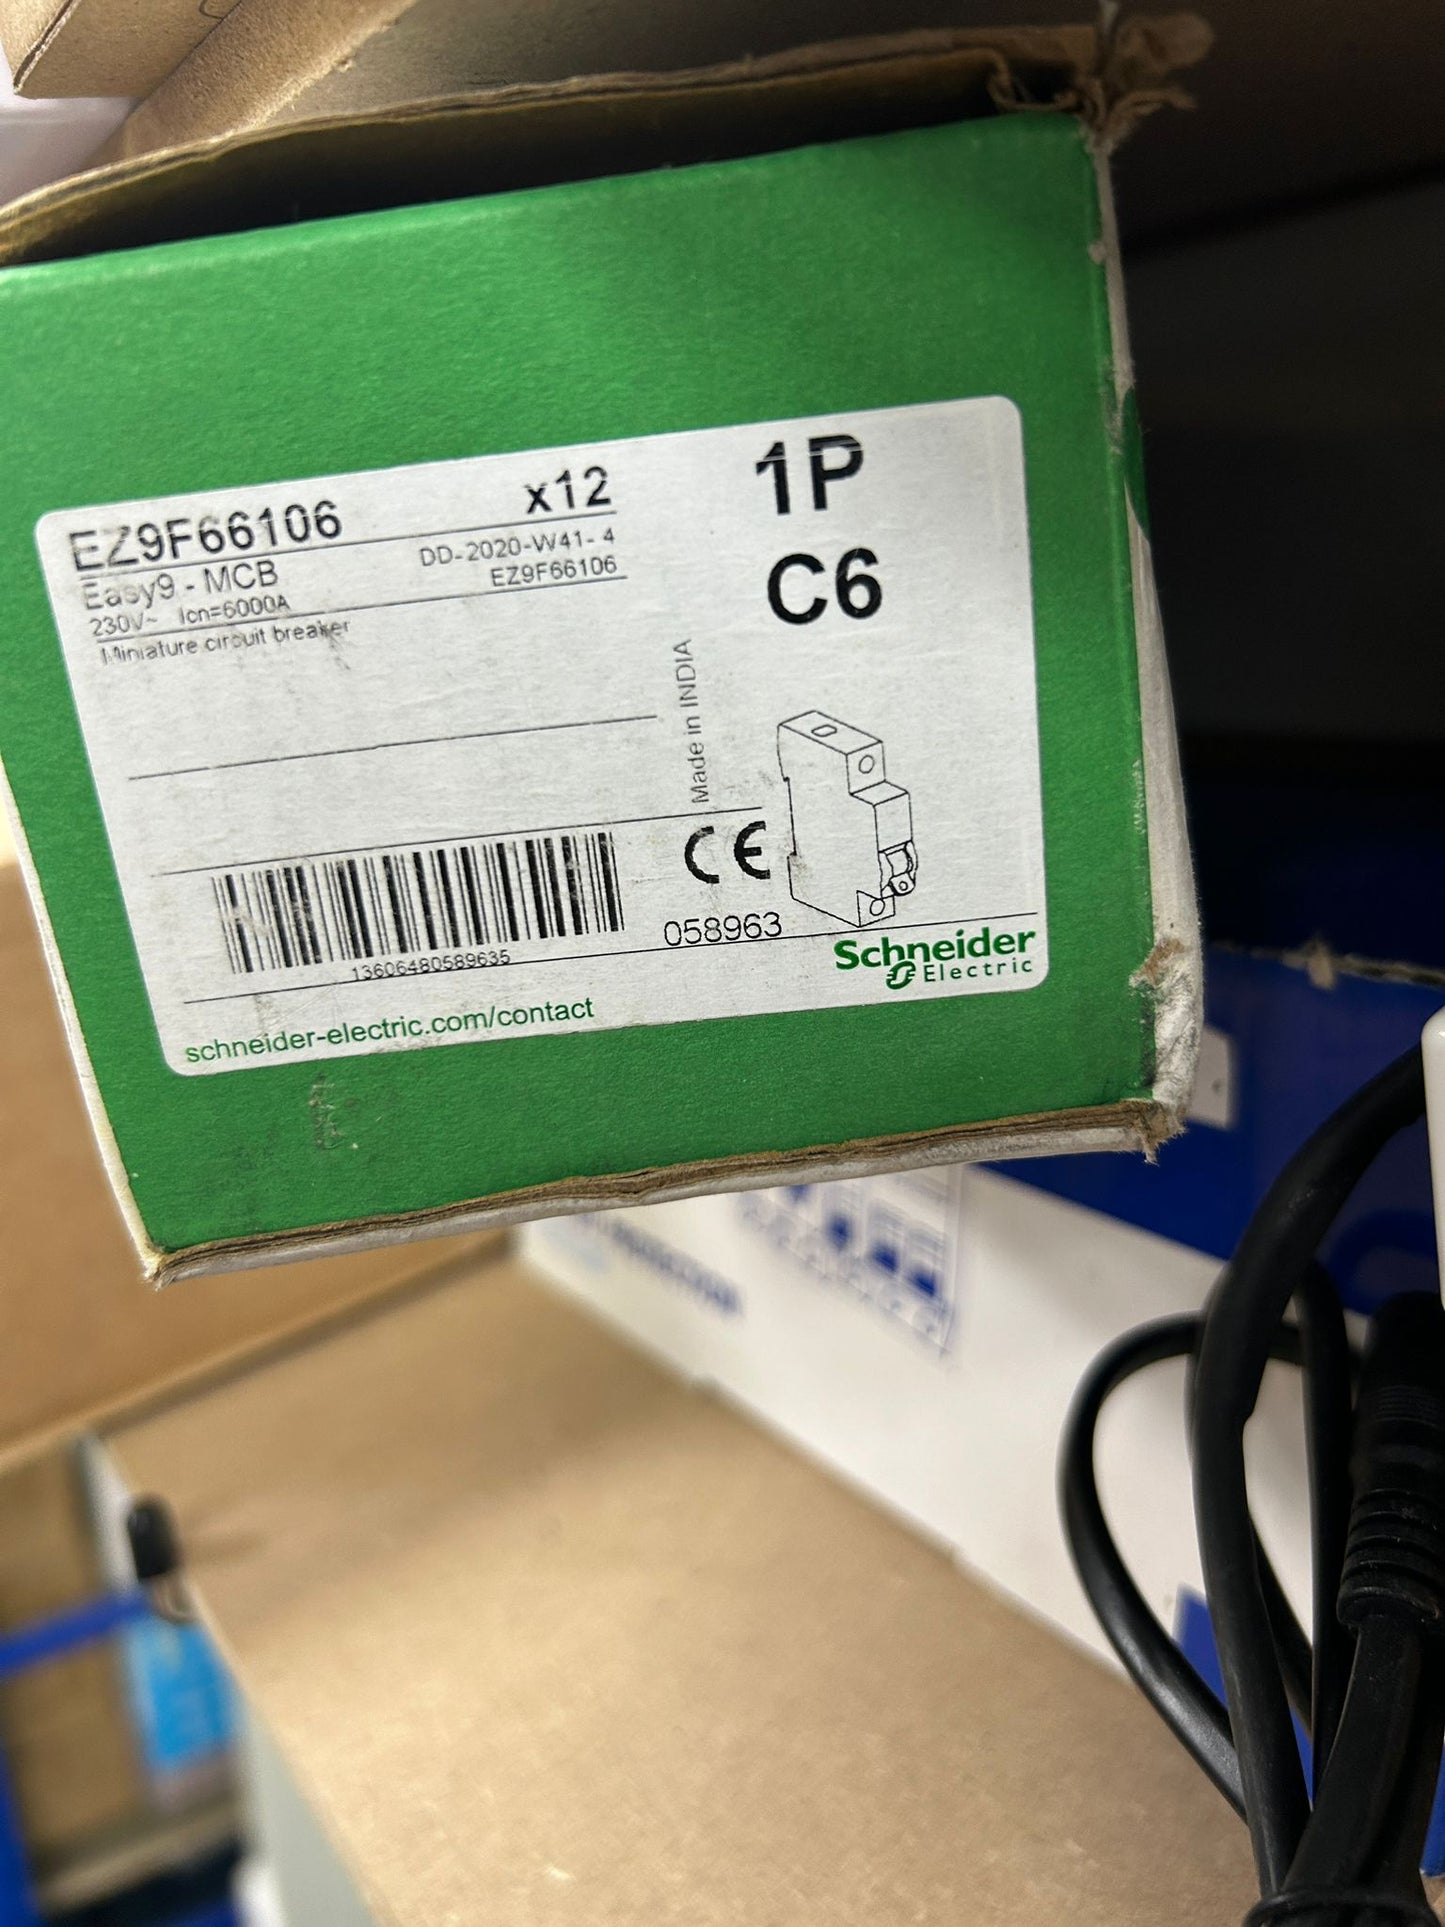 EZ9F66106 x12
Easy9 - MCB DD-2020-W41-4
230V~ Icn=6000A EZ9F66106
Miniature circuit breaker
1P
C6
Made in INDIA
CE
13606480589635
058963
Schneider
Electric
schneider-electric.com/contact